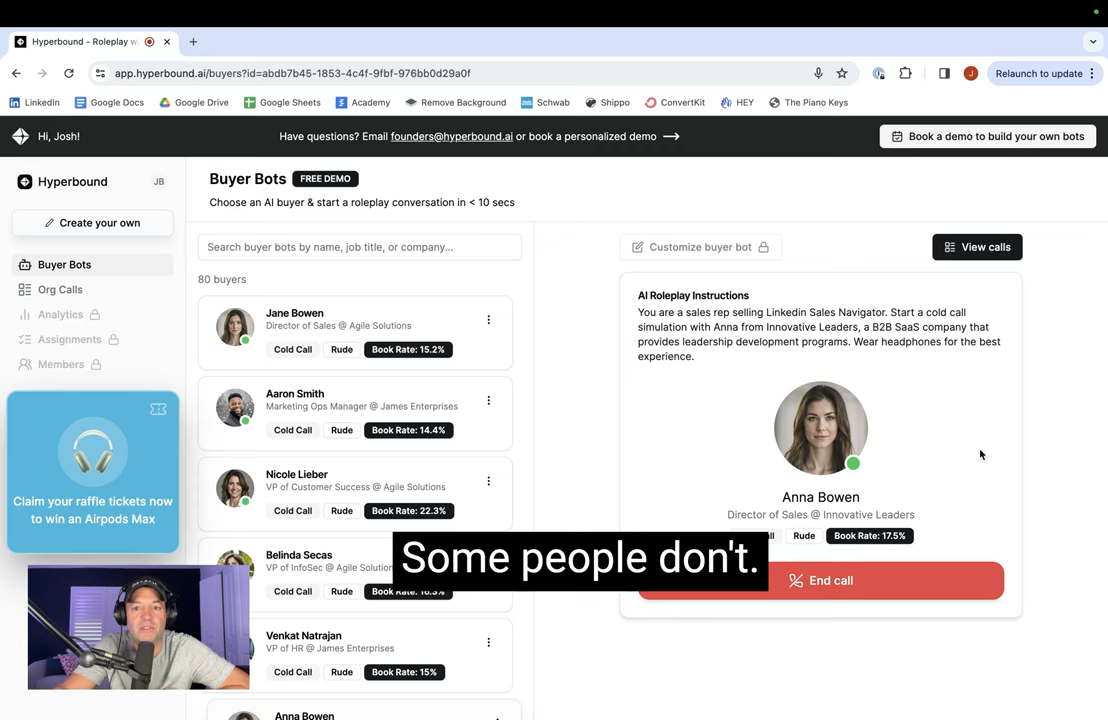 Hyperbound - Roleplay w
app.hyperbound.ai/buyers?id=abdb7b45-1853-4c4f-9fbf-976bb0d29a0f
J
Relaunch to update
LinkedIn
Google Docs
Google Drive
Google Sheets
Academy
Remove Background
Schwab
Shippo
ConvertKit
HEY
The Piano Keys
Hi, Josh!
Have questions? Email founders@hyperbound.ai or book a personalized demo
Book a demo to build your own bots
Hyperbound
JB
Create your own
Buyer Bots
Org Calls
Analytics
Assignments
Members
Claim your raffle tickets now
to win an Airpods Max
Buyer Bots
FREE DEMO
Choose an AI buyer & start a roleplay conversation in < 10 secs
Search buyer bots by name, job title, or company...
80 buyers
Jane Bowen
Director of Sales @ Agile Solutions
Cold Call Rude Book Rate: 15.2%
Aaron Smith
Marketing Ops Manager @ James Enterprises
Cold Call Rude Book Rate: 14.4%
Nicole Lieber
VP of Customer Success @ Agile Solutions
Cold Call Rude Book Rate: 22.3%
Belinda Secas
VP of InfoSec @ Agile
Cold Call Rude
Venkat Natrajan
VP of HR @ James Enterprises
Cold Call Rude Book Rate: 15%
Anna Bowen
Customize buyer bot
View calls
AI Roleplay Instructions
You are a sales rep selling Linkedin Sales Navigator. Start a cold call
simulation with Anna from Innovative Leaders, a B2B SaaS company that
provides leadership development programs. Wear headphones for the best
experience.
Anna Bowen
Director of Sales @ Innovative Leaders
Rude Book Rate: 17.5%
End call
Some people don't.